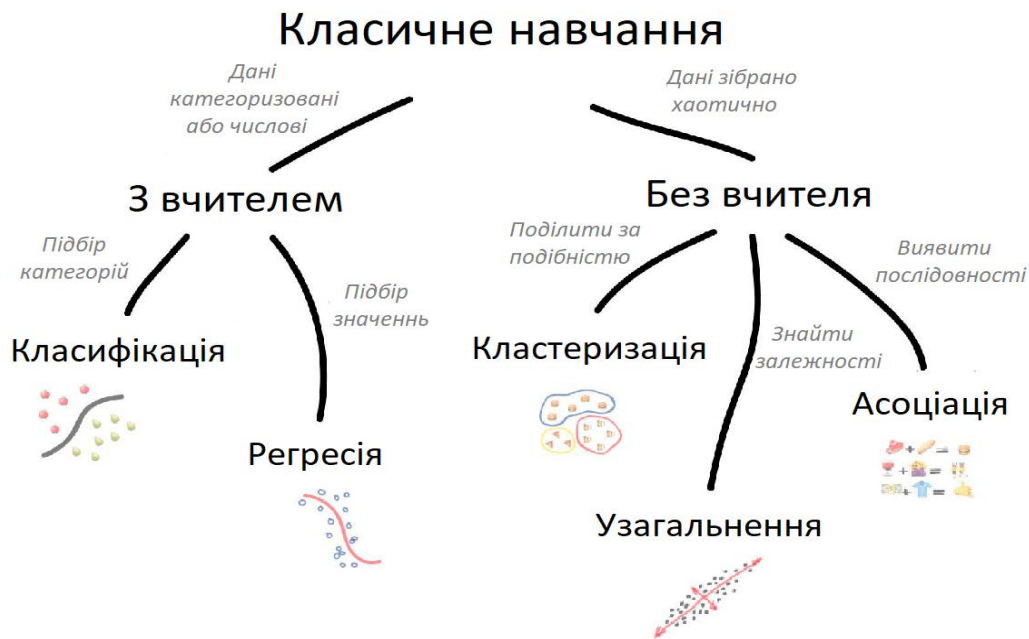 Класичне навчання
Дані
категоризовані
або числові
Дані зібрано
хаотично
З вчителем
Без вчителя
Підбір
категорій
Підбір
значеннь
Поділити за
подібністю
Знайти
залежності
Виявити
послідовності
Класифікація
Регресія
Кластеризація
Узагальнення
Асоціація